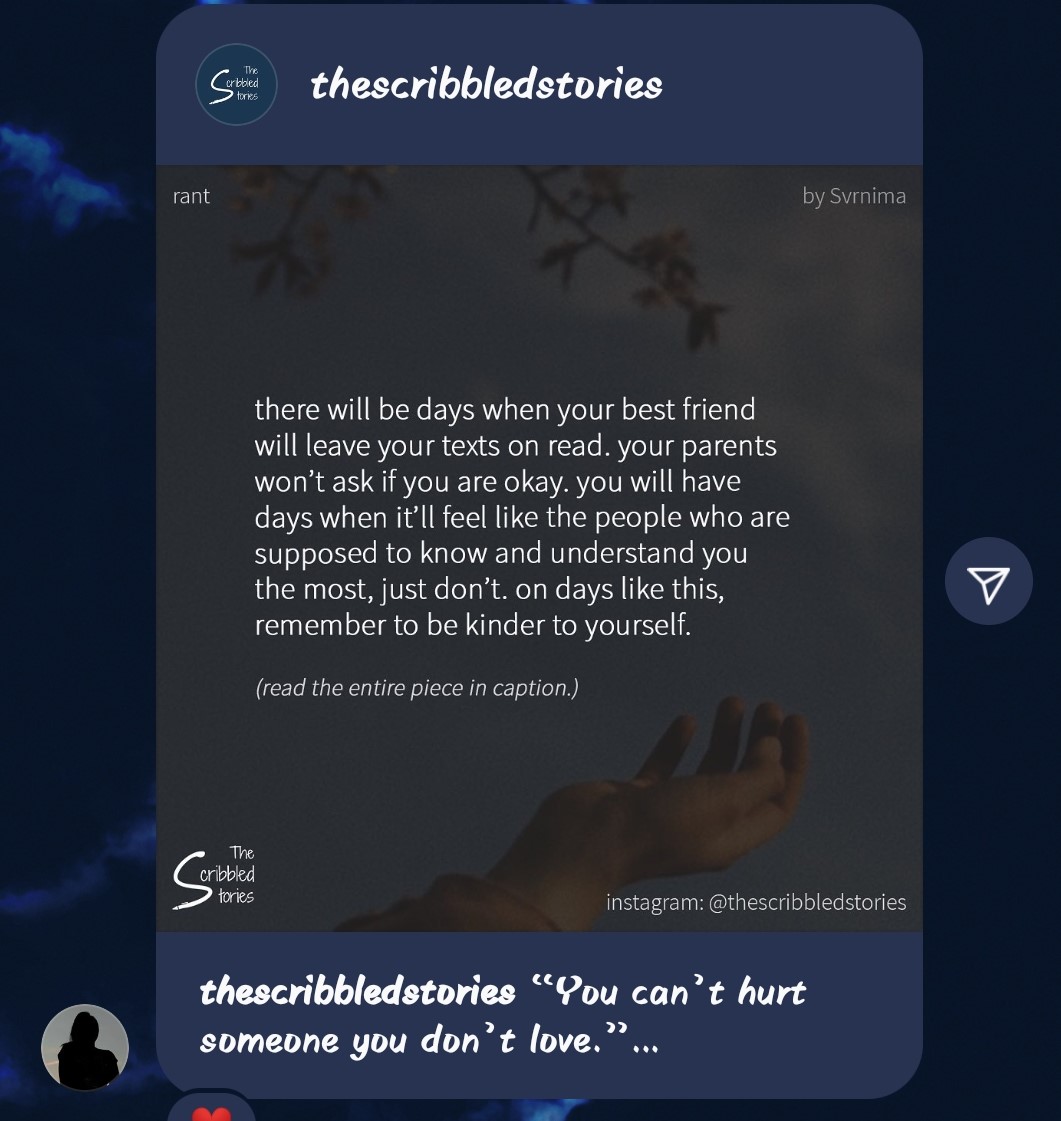 The
Scribbled
Stories
thescribbledstories
rant
by Svrnima
there will be days when your best friend
will leave your texts on read. your parents
won’t ask if you are okay. you will have
days when it’ll feel like the people who are
supposed to know and understand you
the most, just don’t. on days like this,
remember to be kinder to yourself.
(read the entire piece in caption.)
The
Scribbled
Stories
instagram: @thescribbledstories
thescribbledstories “You can’t hurt
someone you don’t love.”...